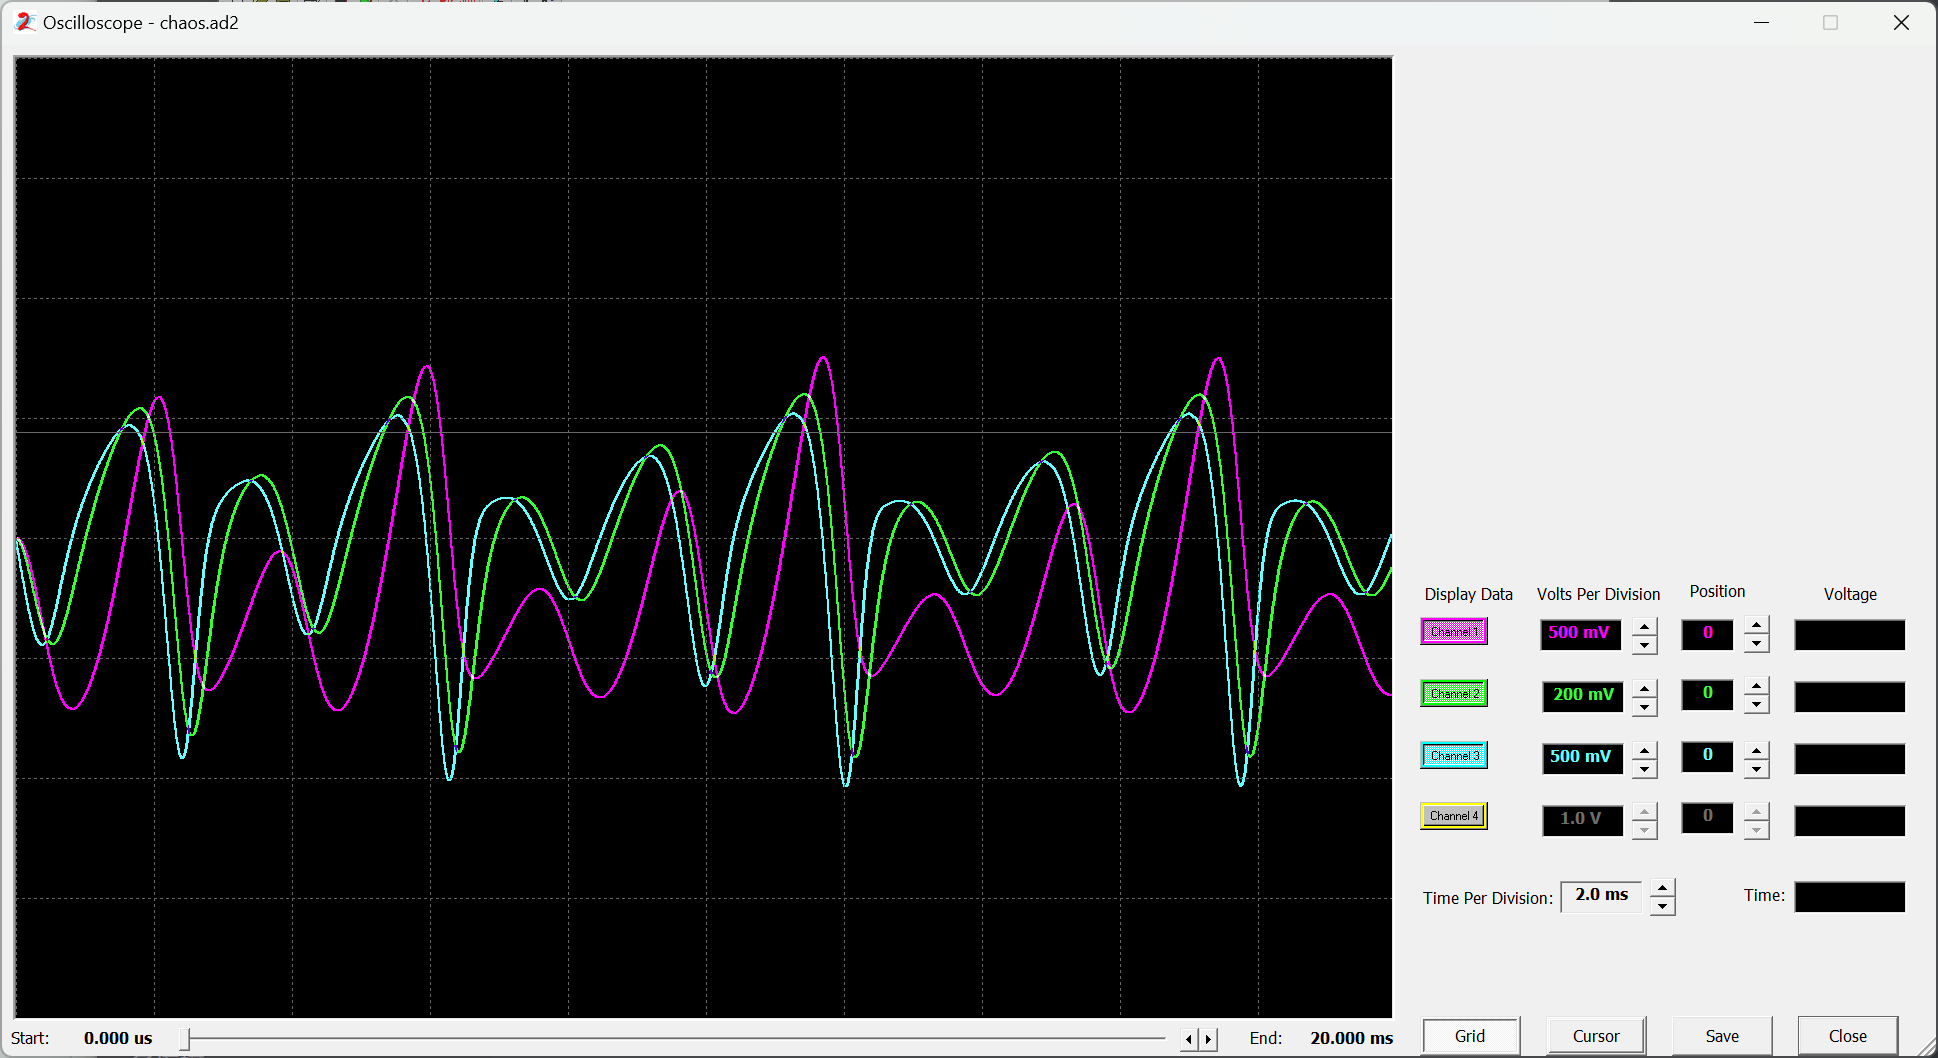 Oscilloscope - chaos.ad2
Display Data Volts Per Division Position Voltage
Channel 1 500 mV 0
Channel 2 200 mV 0
Channel 3 500 mV 0
Channel 4 1.0 V 0
Time Per Division: 2.0 ms Time:
Start: 0.000 us End: 20.000 ms Grid Cursor Save Close